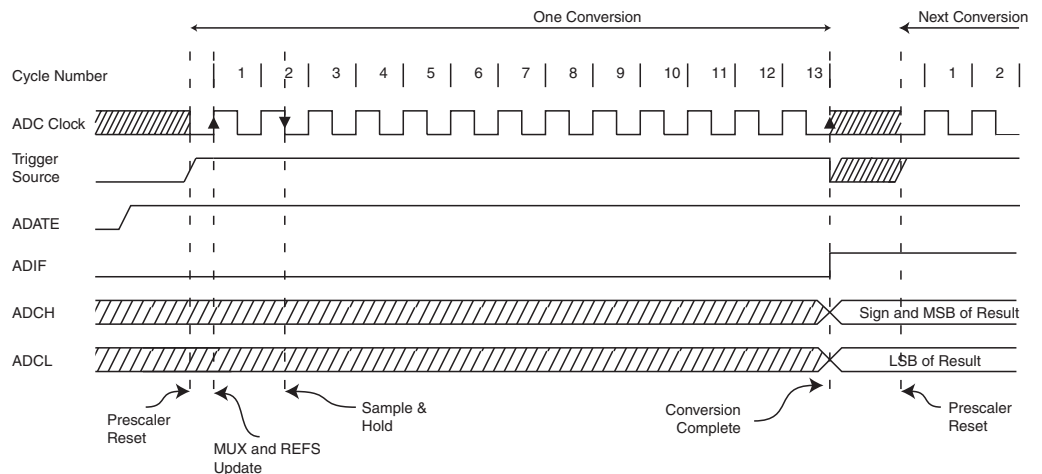 One Conversion
Next Conversion
Cycle Number
1 2 3 4 5 6 7 8 9 10 11 12 13 1 2
ADC Clock
Trigger
Source
ADATE
ADIF
ADCH
Sign and MSB of Result
ADCL
LSB of Result
Prescaler
Reset
MUX and REFS
Update
Sample &
Hold
Conversion
Complete
Prescaler
Reset